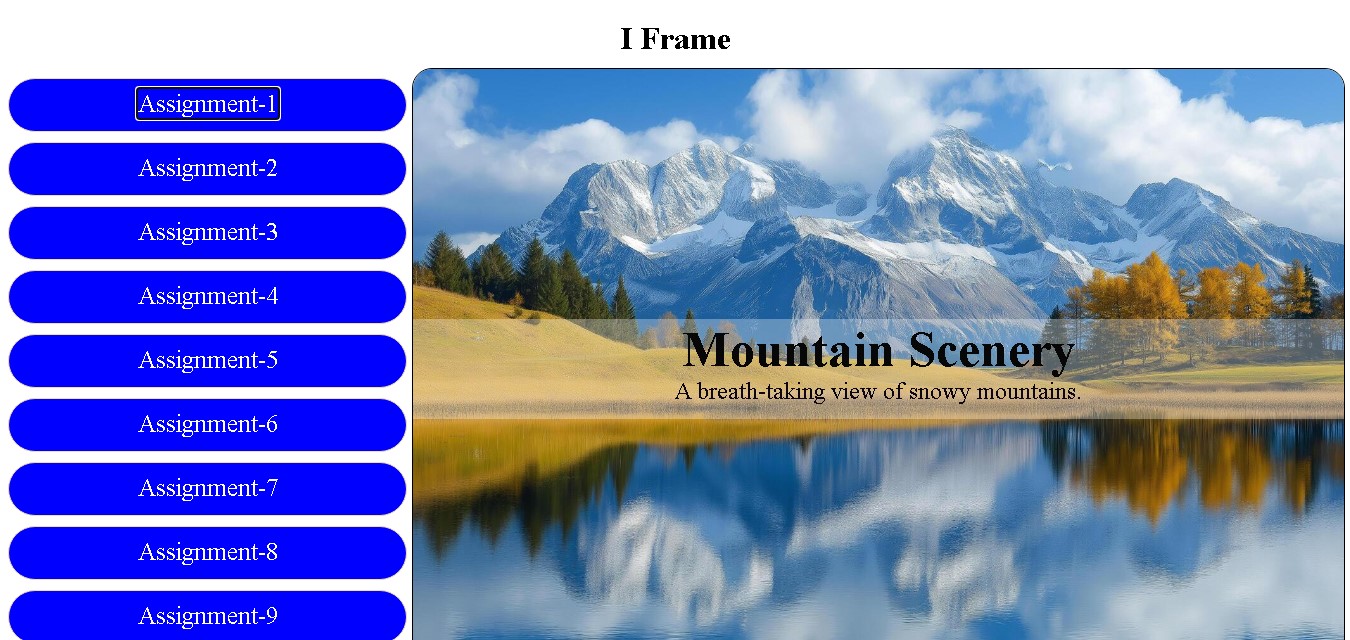 I Frame
Assignment-1
Assignment-2
Assignment-3
Assignment-4
Assignment-5
Assignment-6
Assignment-7
Assignment-8
Assignment-9
Mountain Scenery
A breath-taking view of snowy mountains.